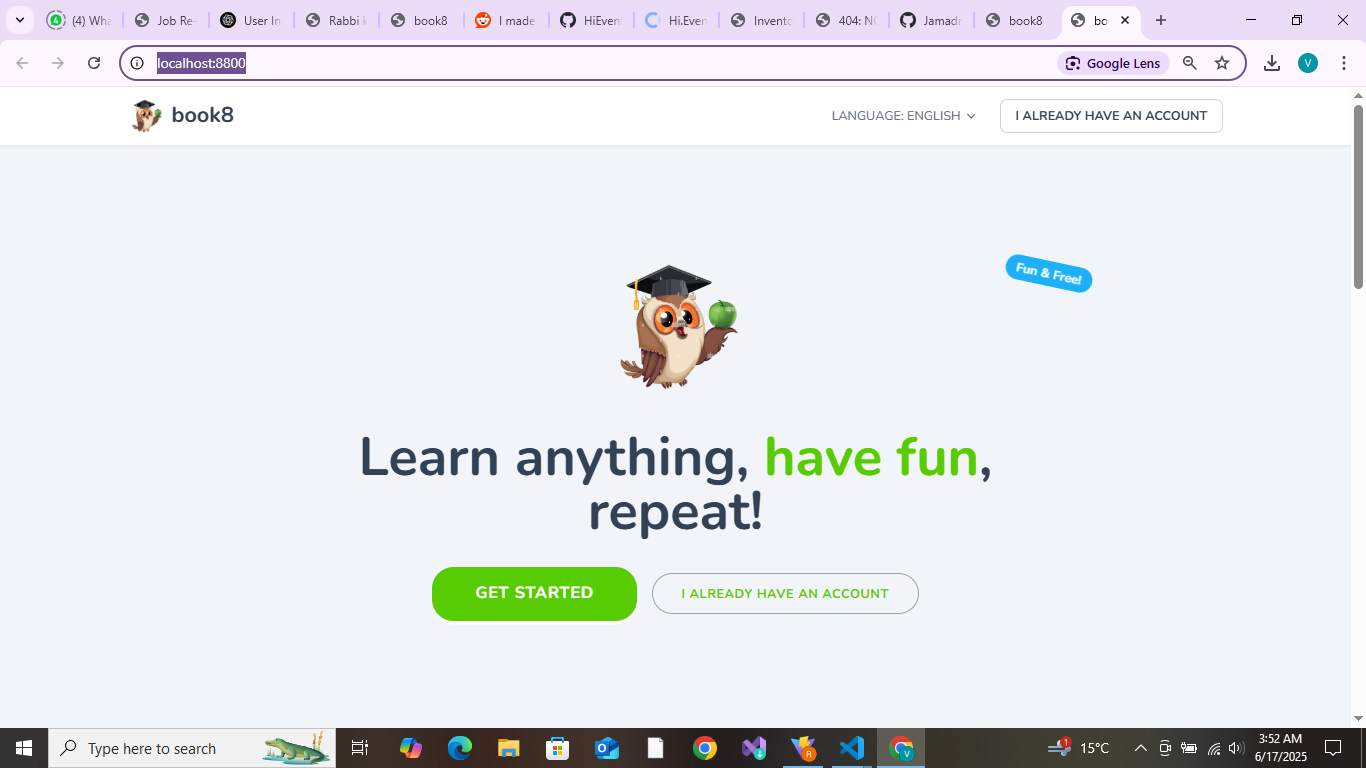 (4) Wha
Job Re-
User In
Rabbi k
book8
I made
HiEvent
Hi.Even
Invento
404: NO
Jamadr
book8
bo
localhost:8800
Google Lens
V
book8
LANGUAGE: ENGLISH
I ALREADY HAVE AN ACCOUNT
Fun & Free!
Learn anything, have fun,
repeat!
GET STARTED
I ALREADY HAVE AN ACCOUNT
Type here to search
1
15°C
3:52 AM
6/17/2025